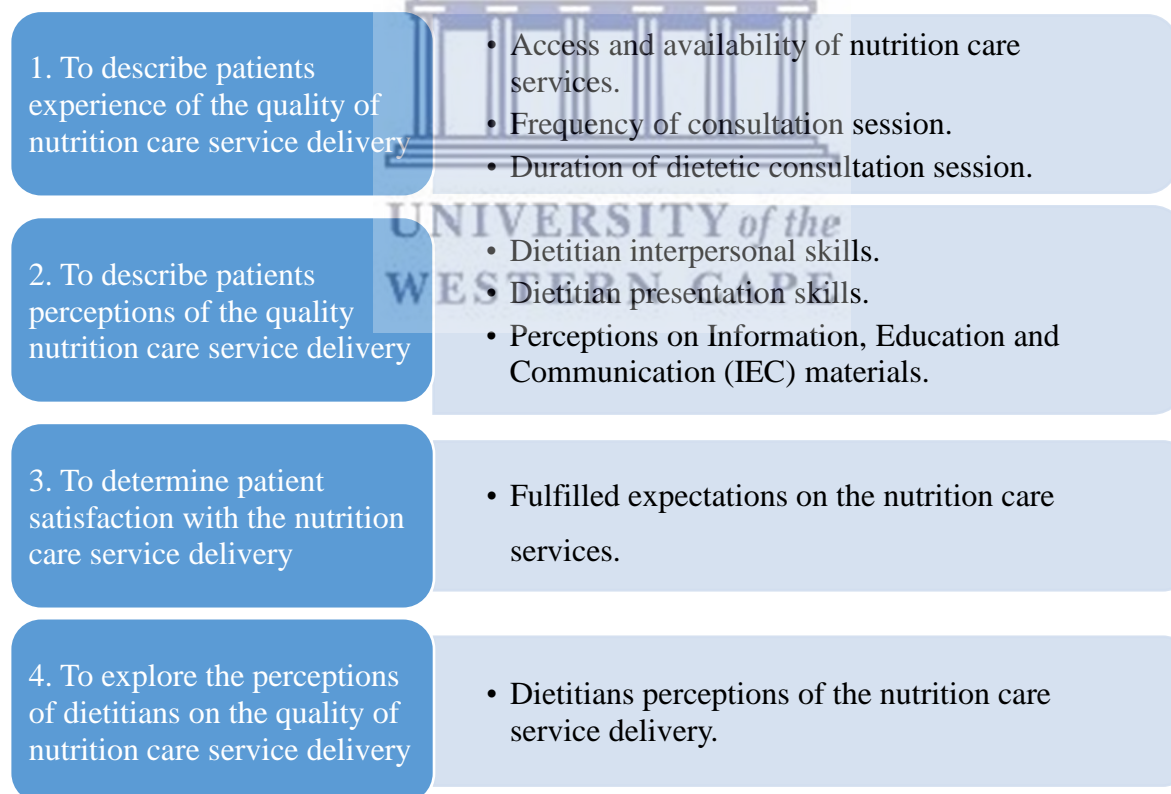 1. To describe patients
experience of the quality of
nutrition care service delivery
• Access and availability of nutrition care
services.
• Frequency of consultation session.
• Duration of dietetic consultation session.
UNIVERSITY of the
WESTERN CAPE
2. To describe patients
perceptions of the quality
nutrition care service delivery
• Dietitian interpersonal skills.
• Dietitian presentation skills.
• Perceptions on Information, Education and
Communication (IEC) materials.
3. To determine patient
satisfaction with the nutrition
care service delivery
• Fulfilled expectations on the nutrition care
services.
4. To explore the perceptions
of dietitians on the quality of
nutrition care service delivery
• Dietitians perceptions of the nutrition care
service delivery.